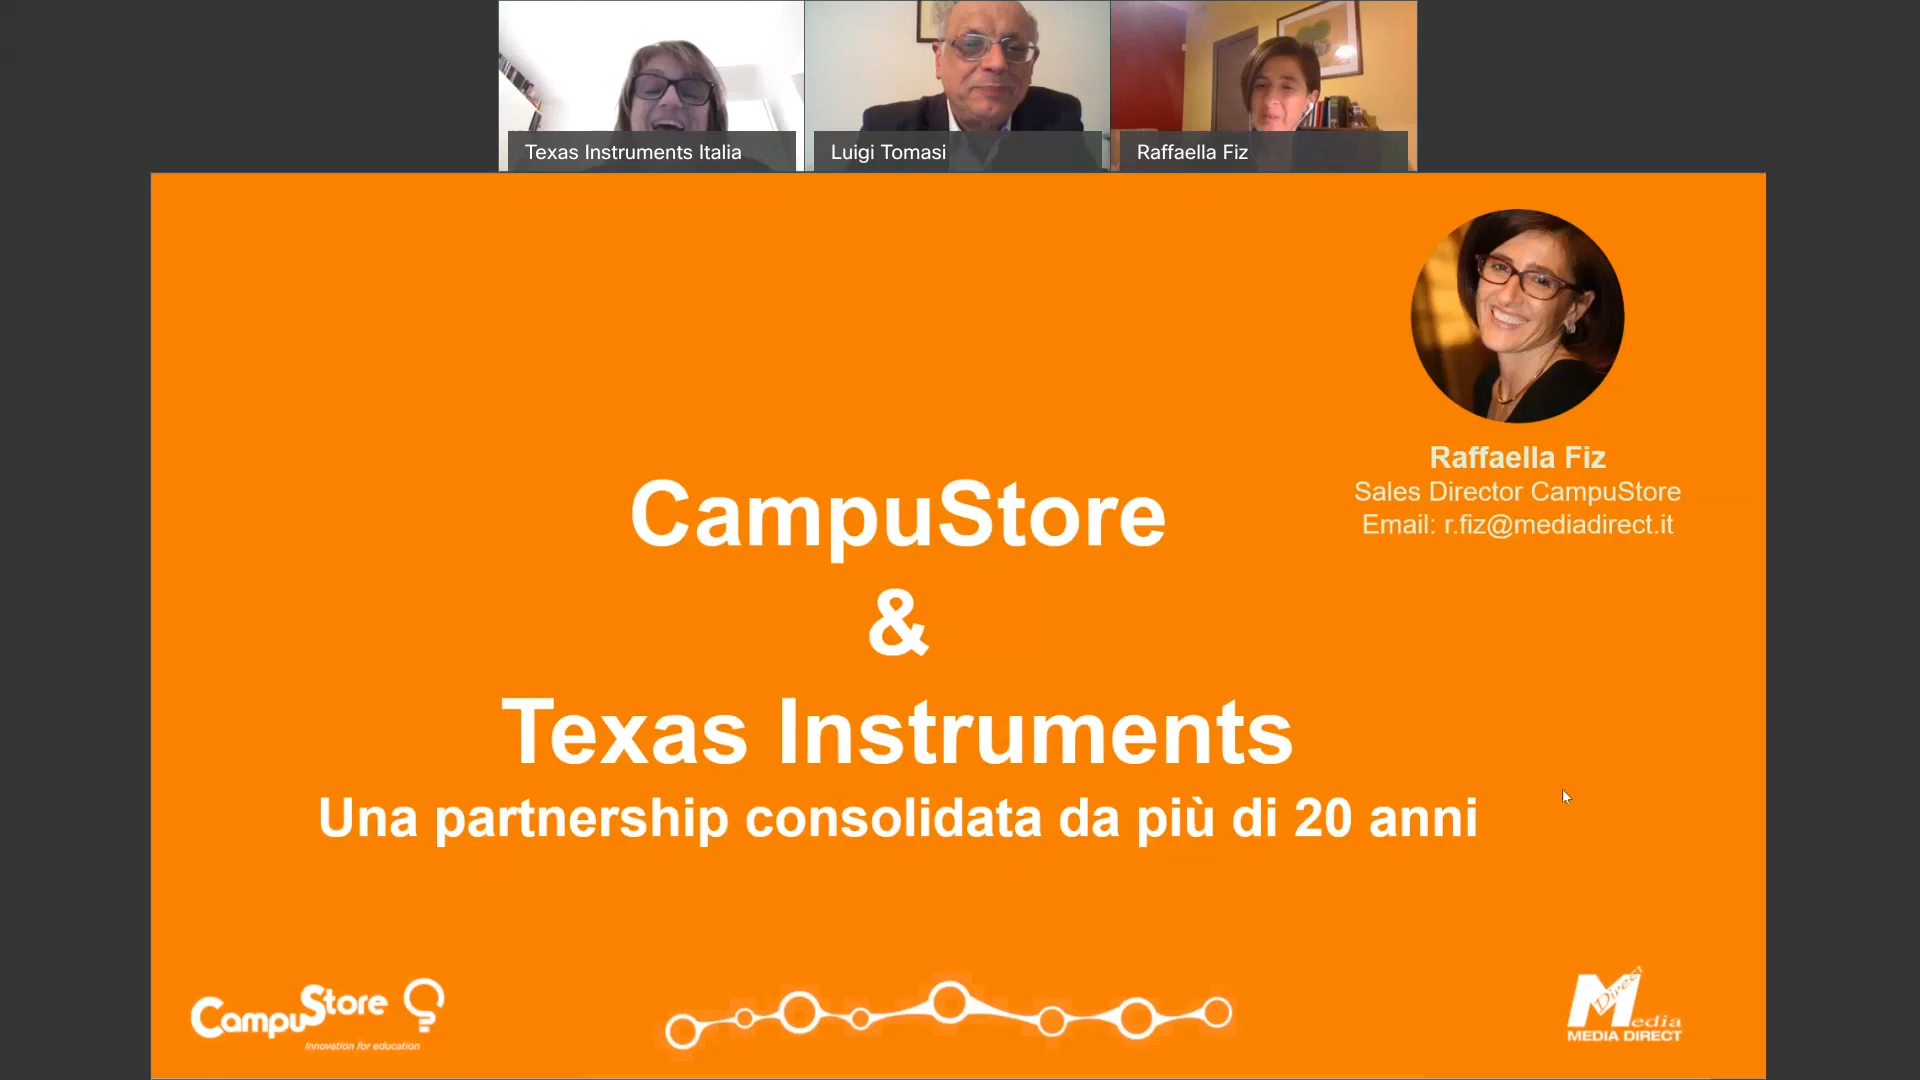 Texas Instruments Italia
Luigi Tomasi
Raffaella Fiz
Raffaella Fiz
Sales Director CampuStore
Email: r.fiz@mediadirect.it
CampuStore
&
Texas Instruments
Una partnership consolidata da più di 20 anni
CampuStore
Innovation for education
Media
Direct
MEDIA DIRECT